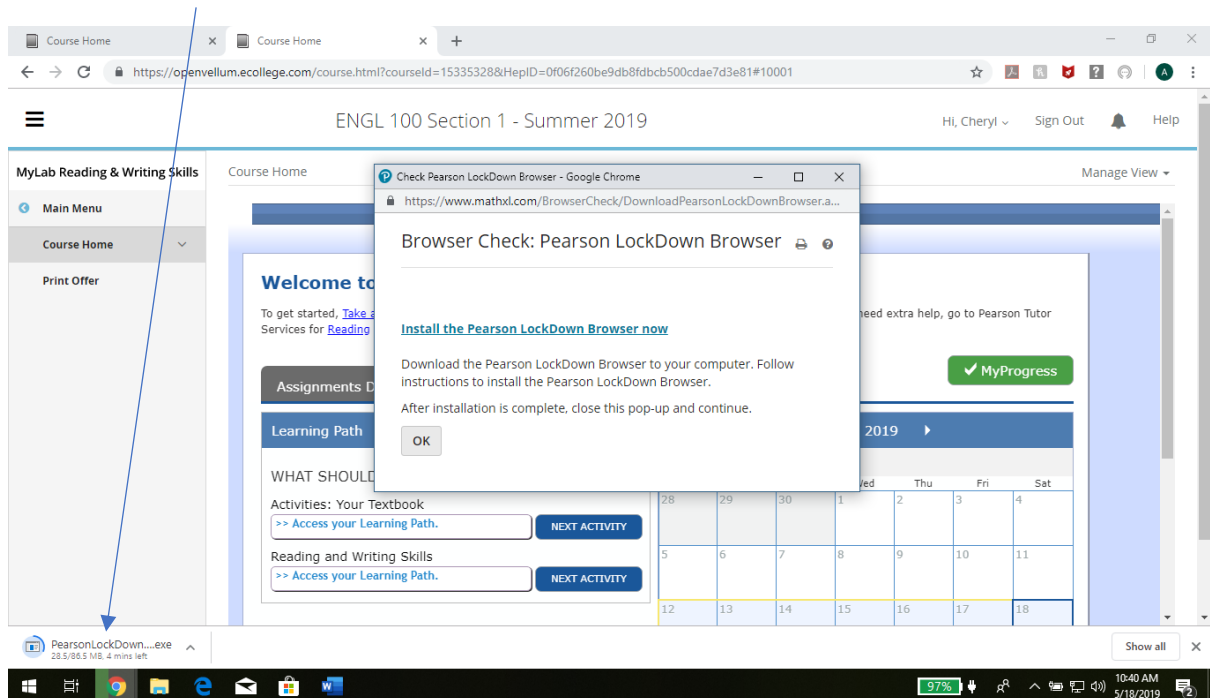 Course Home
Course Home
https://openvellum.ecollege.com/course.html?courseId=15335328&HepID=0f06f260be9db8fdbcb500cdae7d3e81#10001
A
ENGL 100 Section 1 - Summer 2019
Hi, Cheryl
Sign Out
Help
MyLab Reading & Writing Skills
Main Menu
Course Home
Print Offer
Course Home
Manage View
Check Pearson LockDown Browser - Google Chrome
https://www.mathxl.com/BrowserCheck/DownloadPearsonLockDownBrowser.a...
Browser Check: Pearson LockDown Browser
Install the Pearson LockDown Browser now
Download the Pearson LockDown Browser to your computer. Follow
instructions to install the Pearson LockDown Browser.
After installation is complete, close this pop-up and continue.
OK
Welcome to
To get started, Take a
need extra help, go to Pearson Tutor
Services for Reading
MyProgress
Assignments D
Learning Path
2019
WHAT SHOULD
Activities: Your Textbook
>> Access your Learning Path.
NEXT ACTIVITY
Reading and Writing Skills
>> Access your Learning Path.
NEXT ACTIVITY
Wed Thu Fri Sat
28 29 30 1 2 3 4
5 6 7 8 9 10 11
12 13 14 15 16 17 18
PearsonLockDown....exe
28.5/86.5 MB, 4 mins left
Show all
97%
10:40 AM
5/18/2019
2